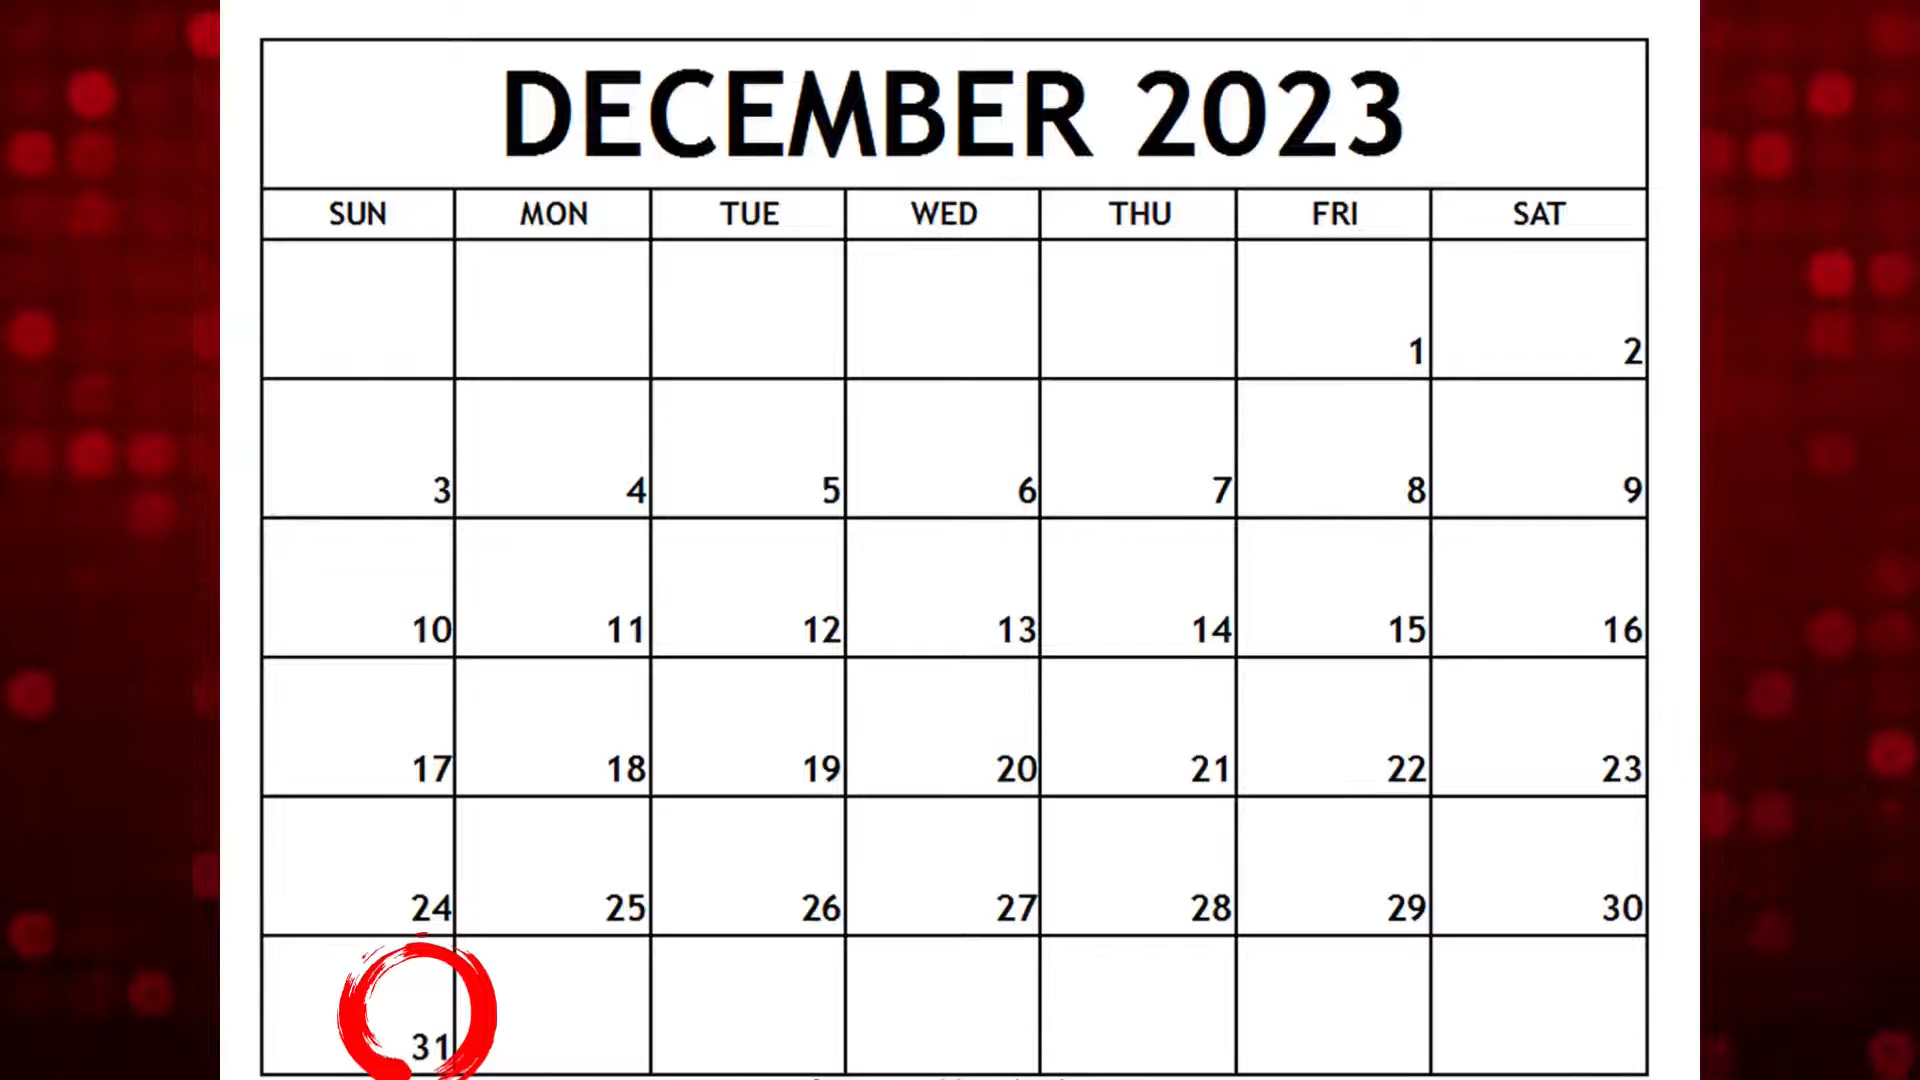 DECEMBER 2023
SUN MON TUE WED THU FRI SAT
1 2
3 4 5 6 7 8 9
10 11 12 13 14 15 16
17 18 19 20 21 22 23
24 25 26 27 28 29 30
31